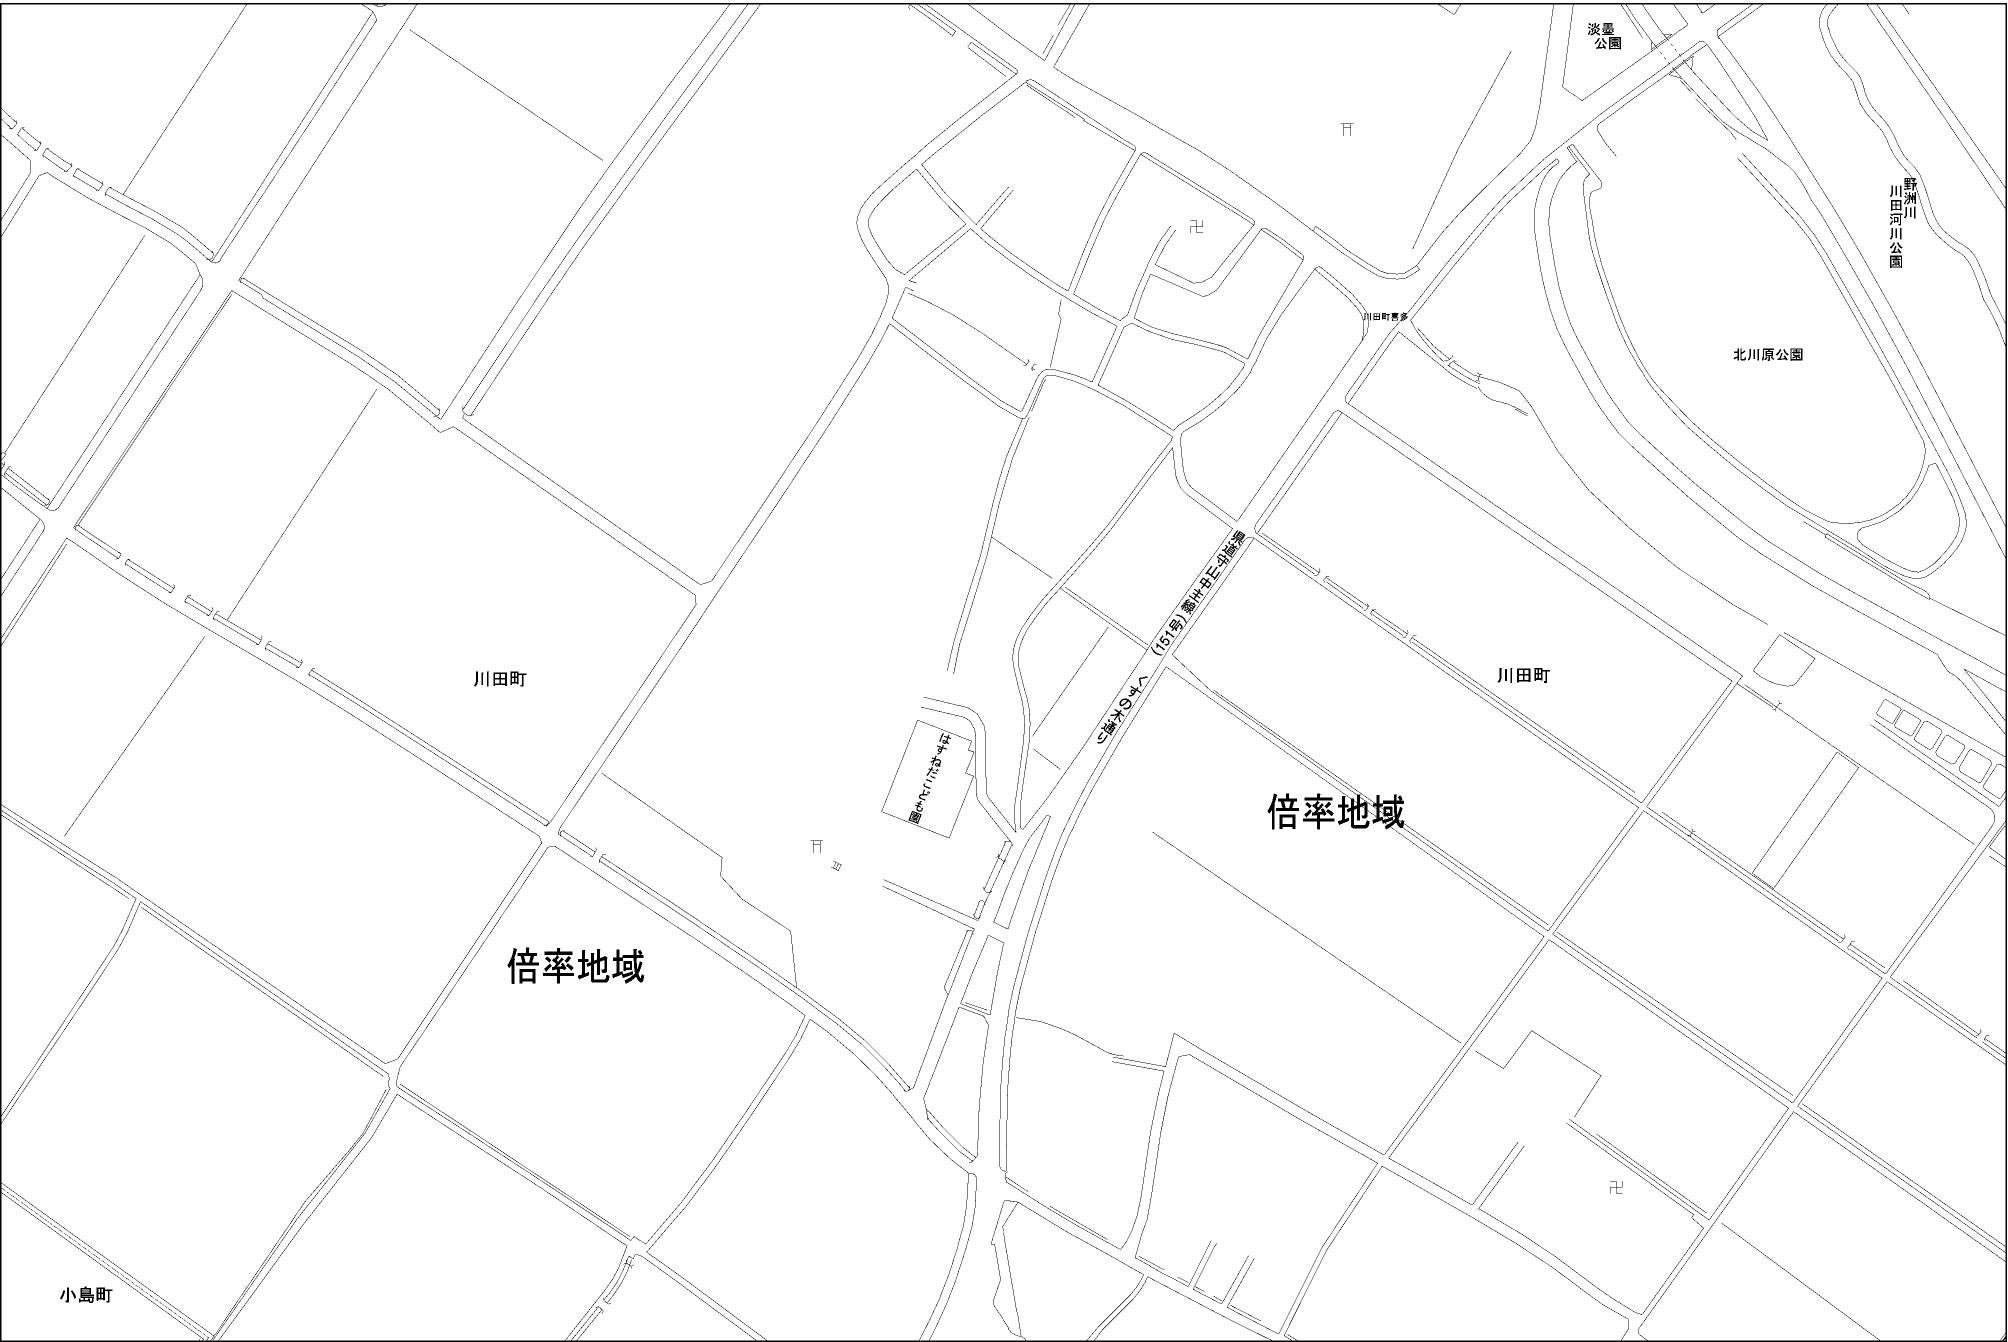 淡墨
公園
野洲川
川田河川公園
川田町喜多
北川原公園
県道守山中主線(151号)
くすの木通り
川田町
川田町
はすねだこども園
倍率地域
倍率地域
小島町